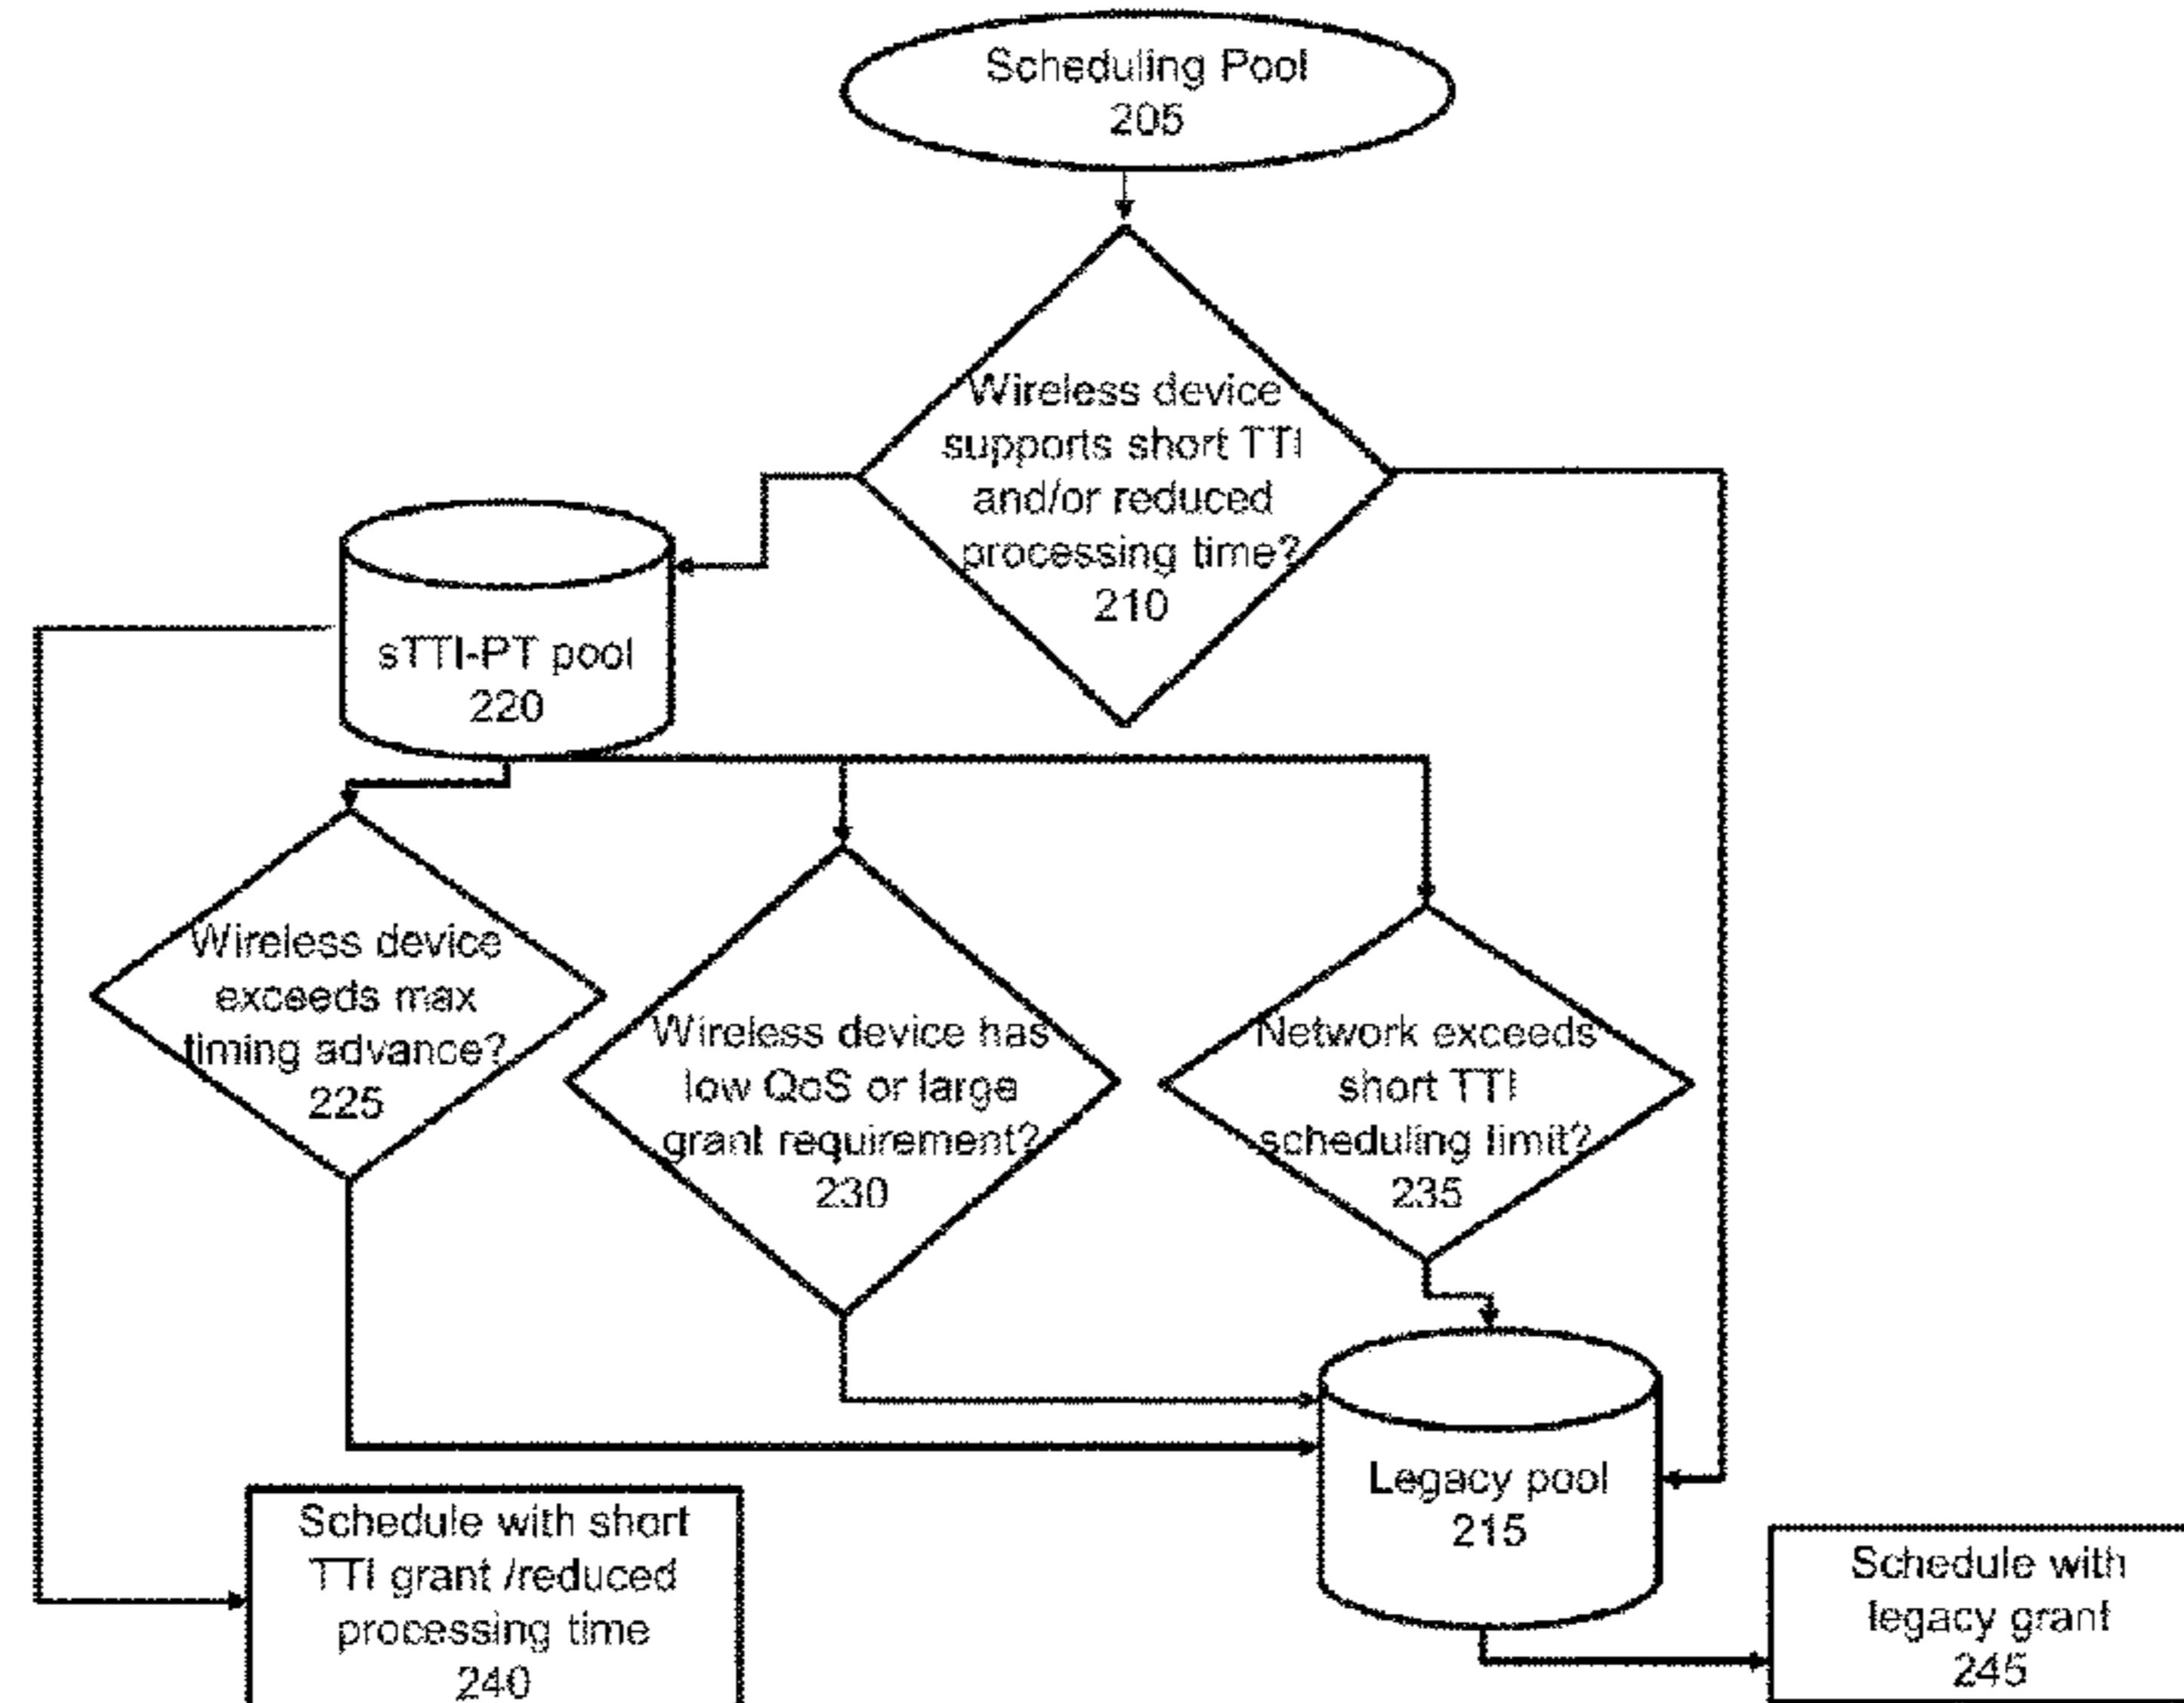 Scheduling Pool
205
Wireless device
supports short TTI
and/or reduced
processing time?
210
sTTI-PT pool
220
Wireless device
exceeds max
timing advance?
225
Wireless device has
low QoS or large
grant requirement?
230
Network exceeds
short TTI
scheduling limit?
235
Legacy pool
215
Schedule with short
TTI grant /reduced
processing time
240
Schedule with
legacy grant
245